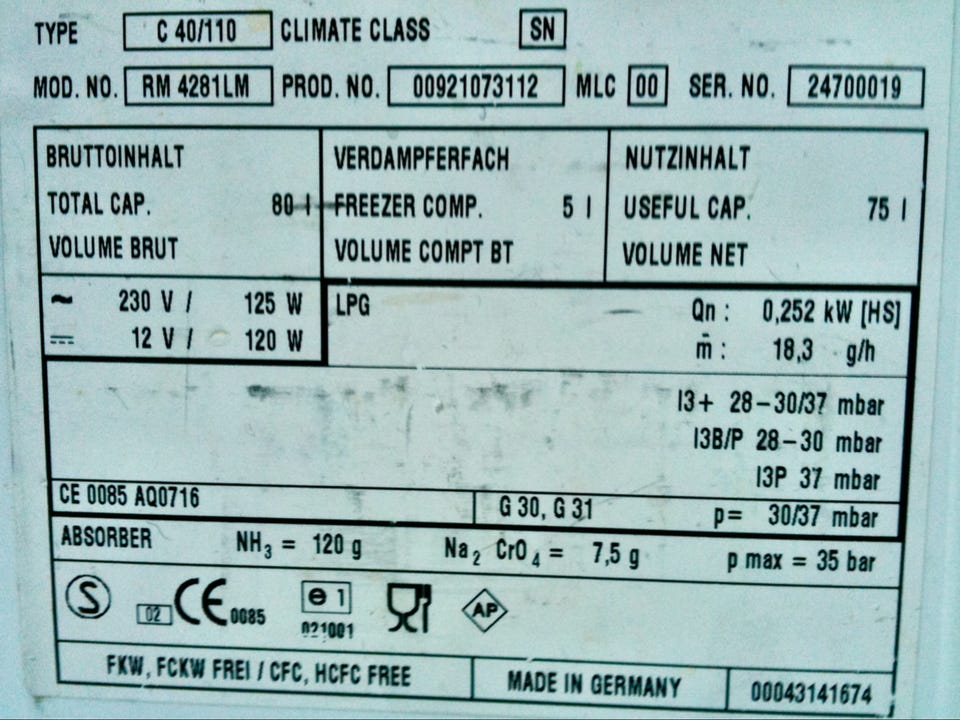 TYPE C 40/110 CLIMATE CLASS SN
MOD. NO. RM 4281LM PROD. NO. 00921073112 MLC 00 SER. NO. 24700019
BRUTTOINHALT VERDAMPFERFACH NUTZINHALT
TOTAL CAP. 80 l FREEZER COMP. 5 l USEFUL CAP. 75 l
VOLUME BRUT VOLUME COMPT BT VOLUME NET
~ 230 V / 125 W LPG Qn : 0,252 kW [HS]
⎓ 12 V / 120 W m̄ : 18,3 g/h
I3+ 28–30/37 mbar
I3B/P 28–30 mbar
I3P 37 mbar
CE 0085 AQ0716 G 30, G 31 p= 30/37 mbar
ABSORBER NH₃ = 120 g Na₂ CrO₄ = 7,5 g p max = 35 bar
S 02 CE 0085 e 1 021001 AP
FKW, FCKW FREI / CFC, HCFC FREE MADE IN GERMANY 00043141674